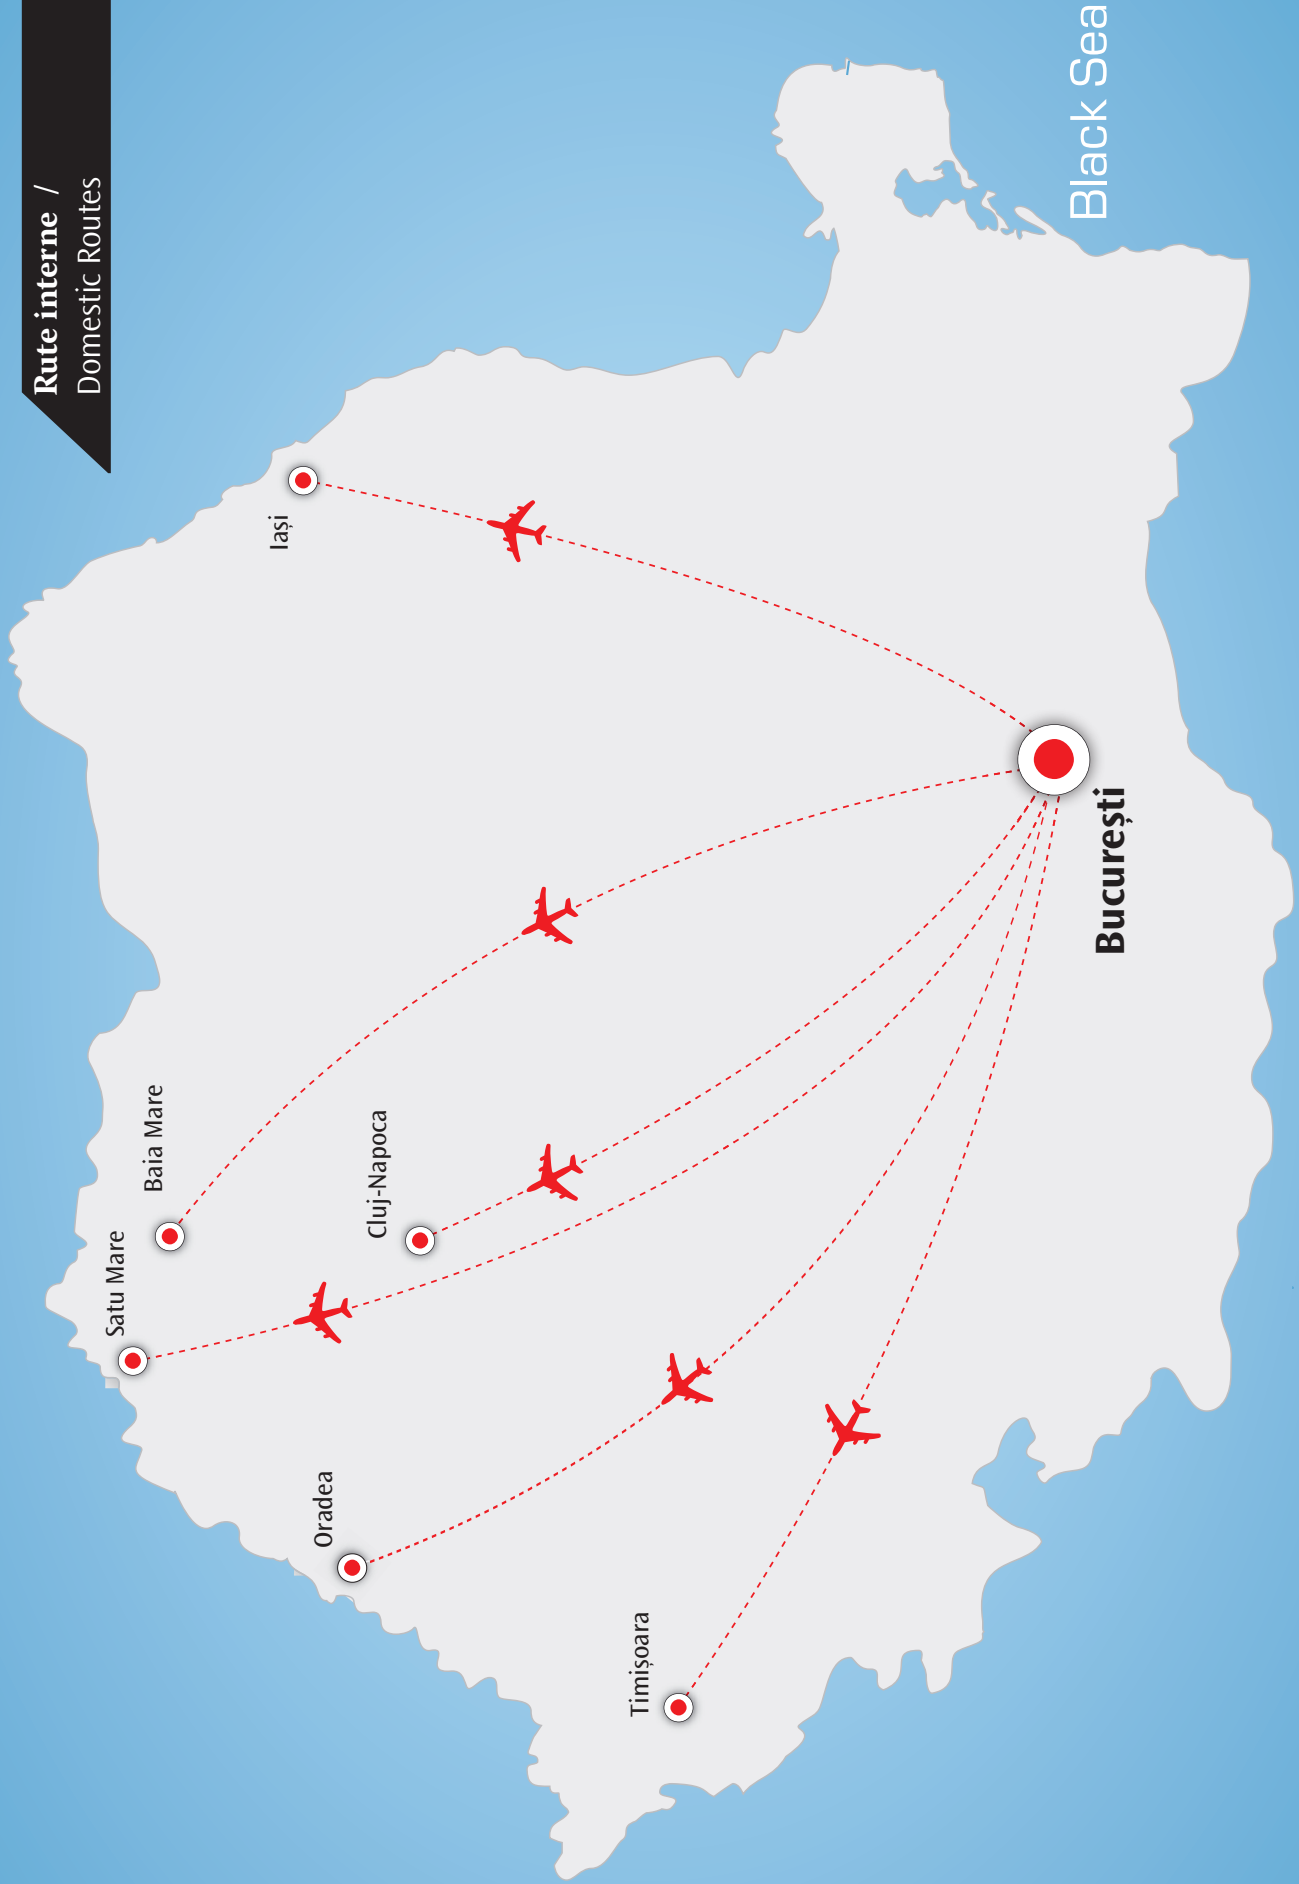 Rute interne /
Domestic Routes
Satu Mare
Baia Mare
Iași
Oradea
Cluj-Napoca
Timișoara
București
Black Sea